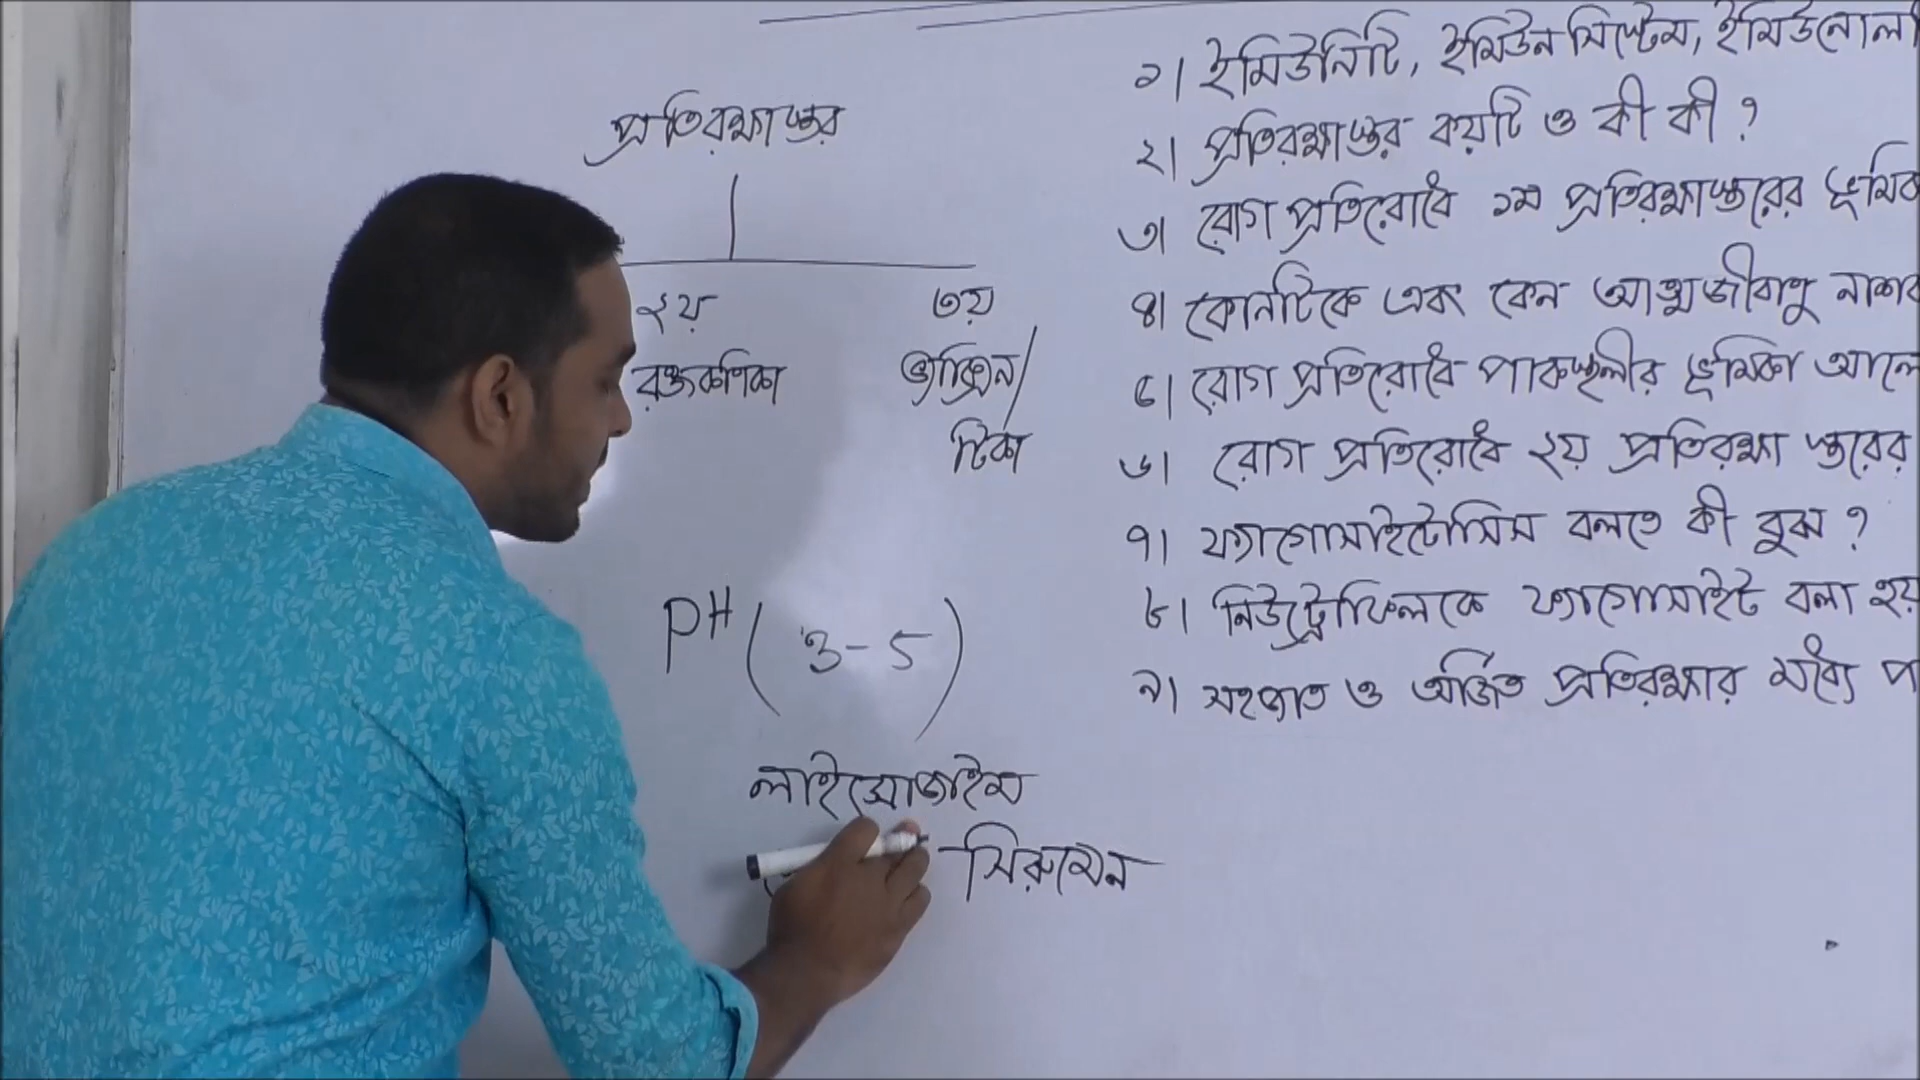 প্রতিরক্ষাস্তর
২য় ৩য়
রক্তকণিকা ভ্যাক্সিন/
টিকা
PH (3-5)
লাইসোজাইম
সিরুমেন
১। ইমিউনিটি, ইমিউন সিস্টেম, ইমিউনোল
২। প্রতিরক্ষাস্তর কয়টি ও কী কী ?
৩। রোগ প্রতিরোধে ১ম প্রতিরক্ষাস্তরের ভূমিক
৪। কোনটিকে এবং কেন আত্মজীবাণু নাশক
৫। রোগ প্রতিরোধে পাকস্থলীর ভূমিকা আলো
৬। রোগ প্রতিরোধে ২য় প্রতিরক্ষা স্তরের
৭। ফ্যাগোসাইটোসিস বলতে কী বুঝ ?
৮। নিউট্রোফিলকে ফ্যাগোসাইট বলা হয়
৯। সহজাত ও অর্জিত প্রতিরক্ষার মধ্যে পা